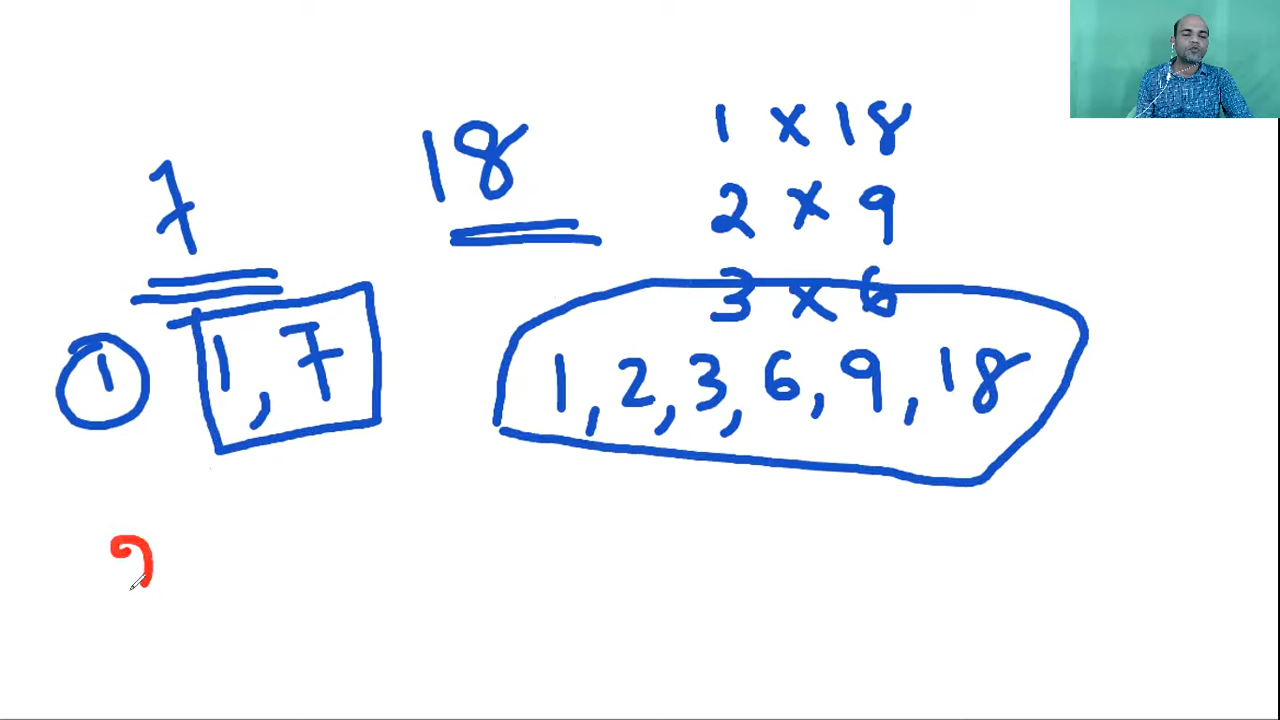 7
18
1 x 18
2 x 9
3 x 6
1
1, 7
1, 2, 3, 6, 9, 18